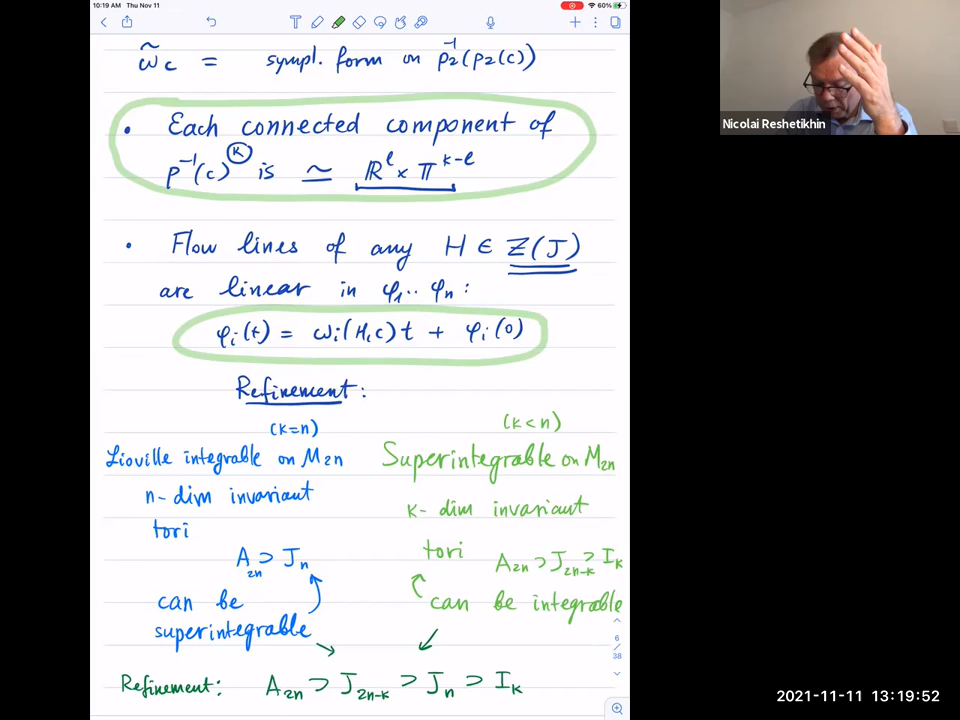 10:19 AM Thu Nov 11
60%
ω̃c = sympl. form on p₂⁻¹(p₂(c))
• Each connected component of
p⁻¹(c) (k) is ≃ ℝˡ × 𝕋ᵏ⁻ˡ
• Flow lines of any H ∈ Z(J)
are linear in φ₁.. φₙ :
φᵢ(t) = ωᵢ(H,c)t + φᵢ(0)
Refinement:
(k=n)
Lioville integrable on M₂ₙ
n-dim invariant
tori
A₂ₙ ⊃ Jₙ
can be
superintegrable
(k<n)
Superintegrable on M₂ₙ
k-dim invariant
tori
A₂ₙ ⊃ J₂ₙ₋ₖ ⊃ Iₖ
can be integrable
Refinement: A₂ₙ ⊃ J₂ₙ₋ₖ ⊃ Jₙ ⊃ Iₖ
6
/
38
Nicolai Reshetikhin
2021-11-11 13:19:52